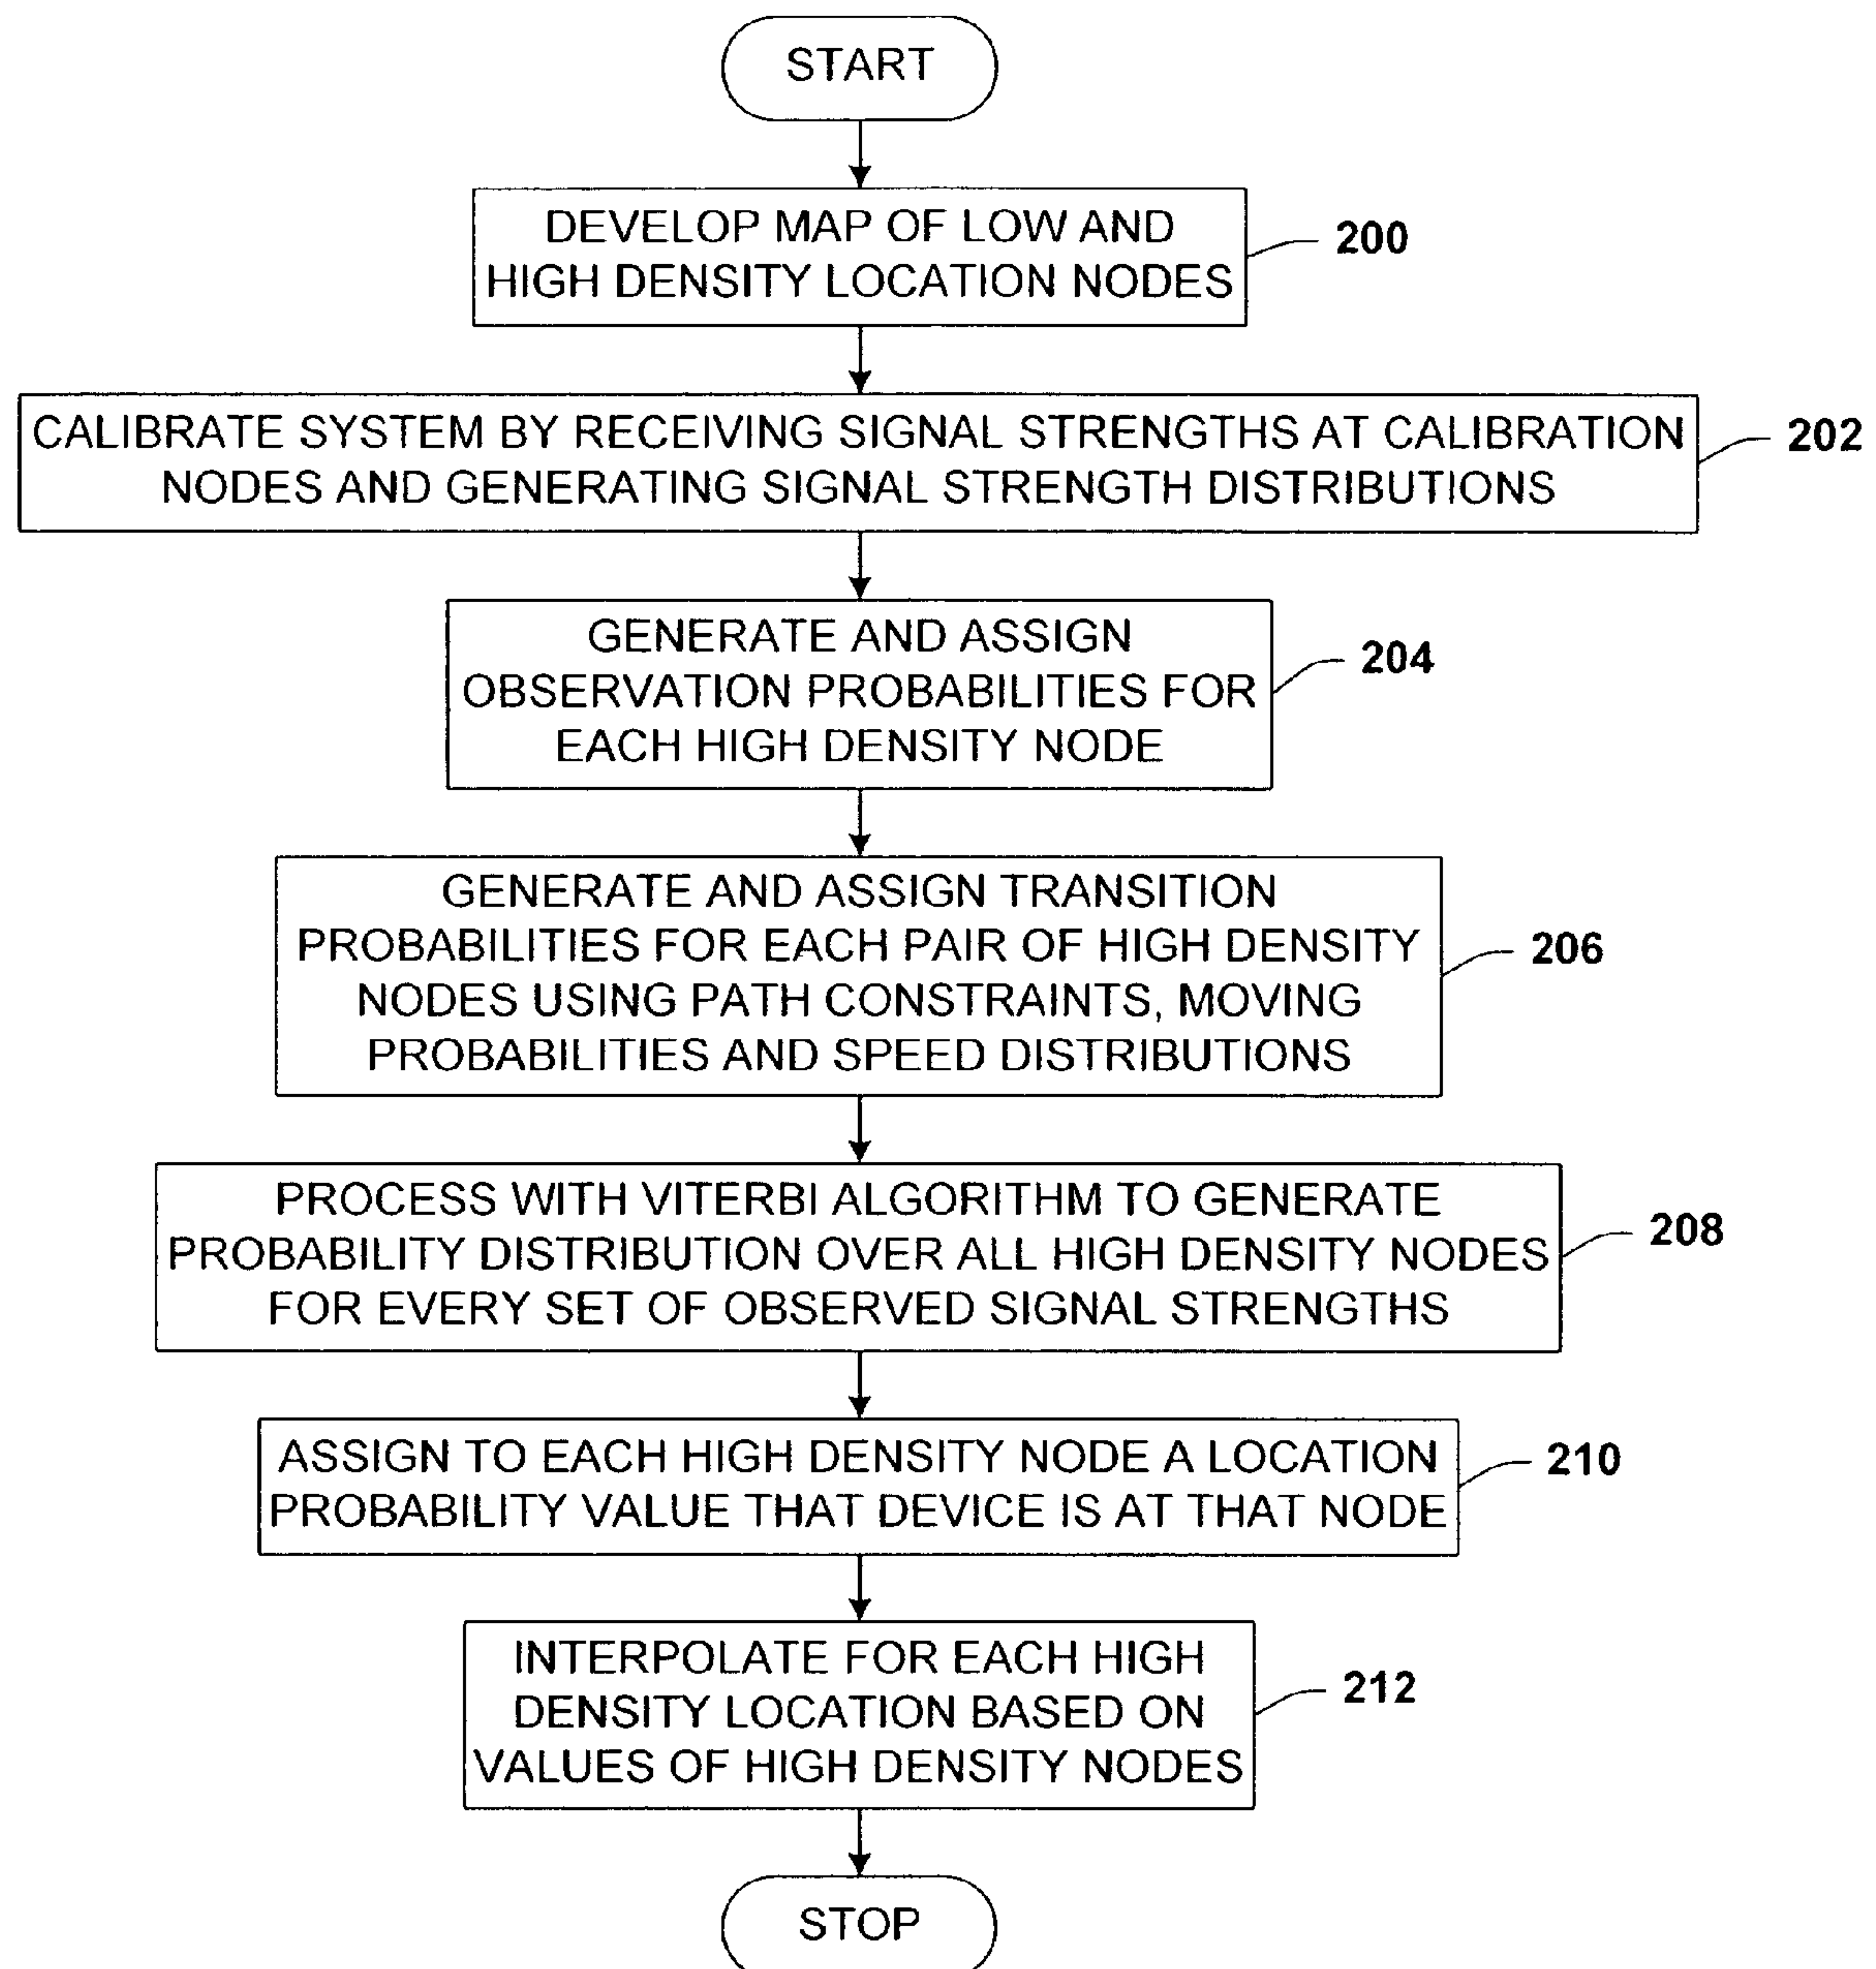 START
DEVELOP MAP OF LOW AND
HIGH DENSITY LOCATION NODES
200
CALIBRATE SYSTEM BY RECEIVING SIGNAL STRENGTHS AT CALIBRATION
NODES AND GENERATING SIGNAL STRENGTH DISTRIBUTIONS
202
GENERATE AND ASSIGN
OBSERVATION PROBABILITIES FOR
EACH HIGH DENSITY NODE
204
GENERATE AND ASSIGN TRANSITION
PROBABILITIES FOR EACH PAIR OF HIGH DENSITY
NODES USING PATH CONSTRAINTS, MOVING
PROBABILITIES AND SPEED DISTRIBUTIONS
206
PROCESS WITH VITERBI ALGORITHM TO GENERATE
PROBABILITY DISTRIBUTION OVER ALL HIGH DENSITY NODES
FOR EVERY SET OF OBSERVED SIGNAL STRENGTHS
208
ASSIGN TO EACH HIGH DENSITY NODE A LOCATION
PROBABILITY VALUE THAT DEVICE IS AT THAT NODE
210
INTERPOLATE FOR EACH HIGH
DENSITY LOCATION BASED ON
VALUES OF HIGH DENSITY NODES
212
STOP